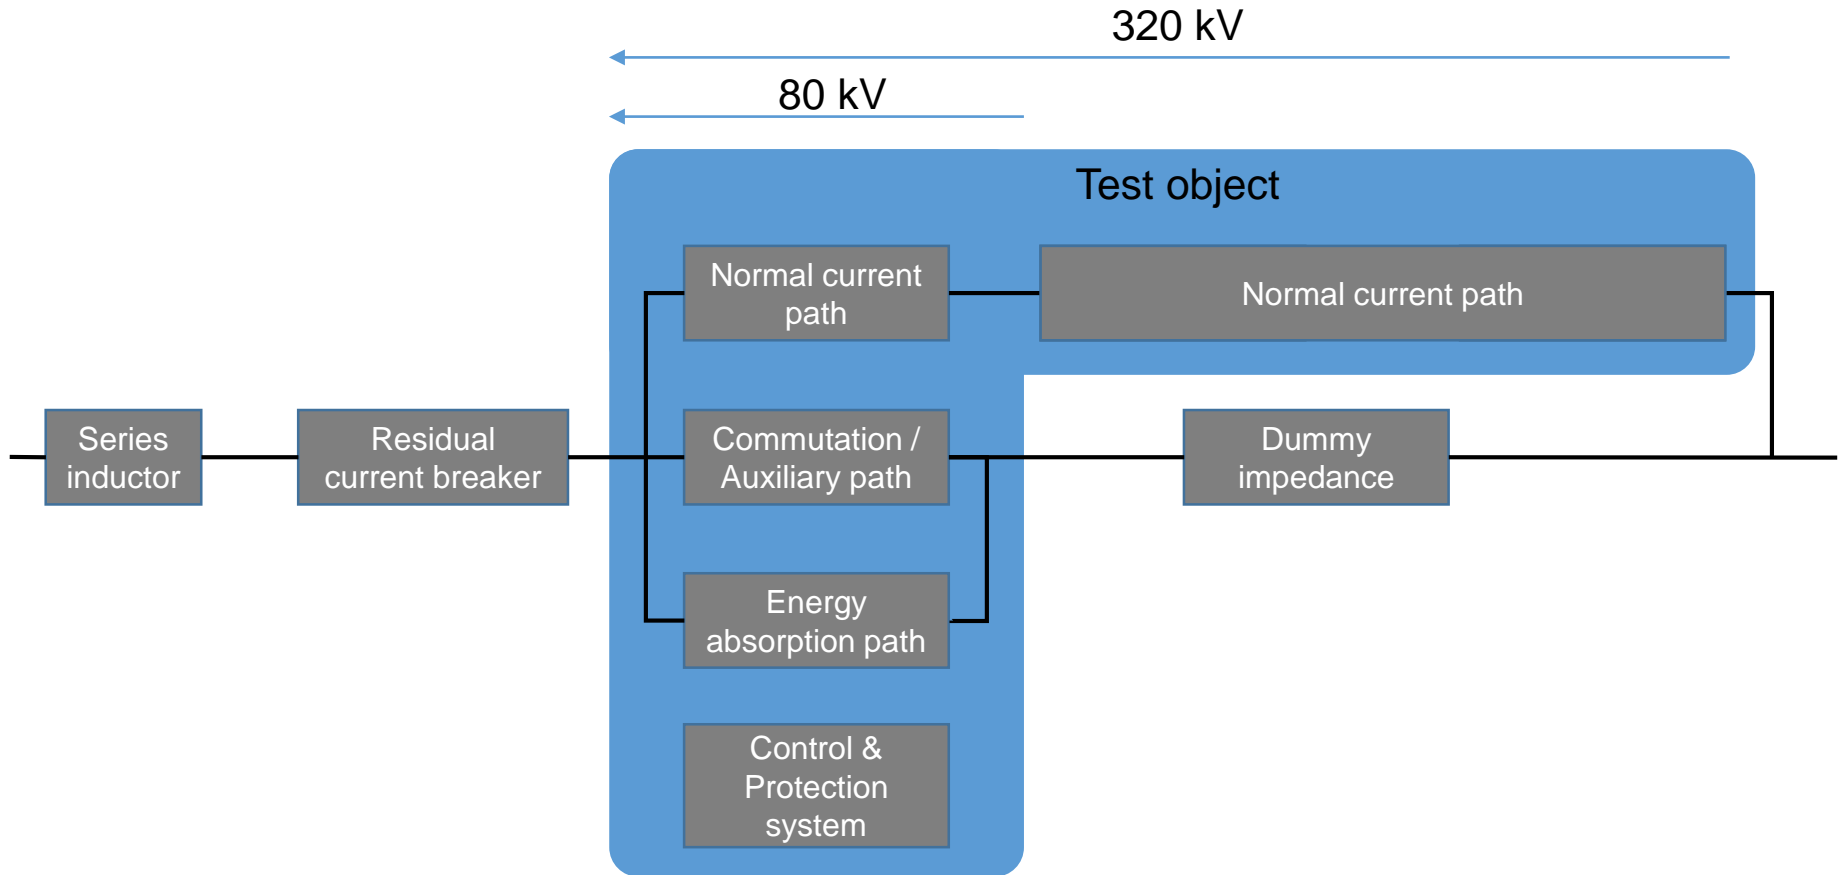 320 kV
80 kV
Test object
Normal current
path
Normal current path
Series
inductor
Residual
current breaker
Commutation /
Auxiliary path
Dummy
impedance
Energy
absorption path
Control &
Protection
system